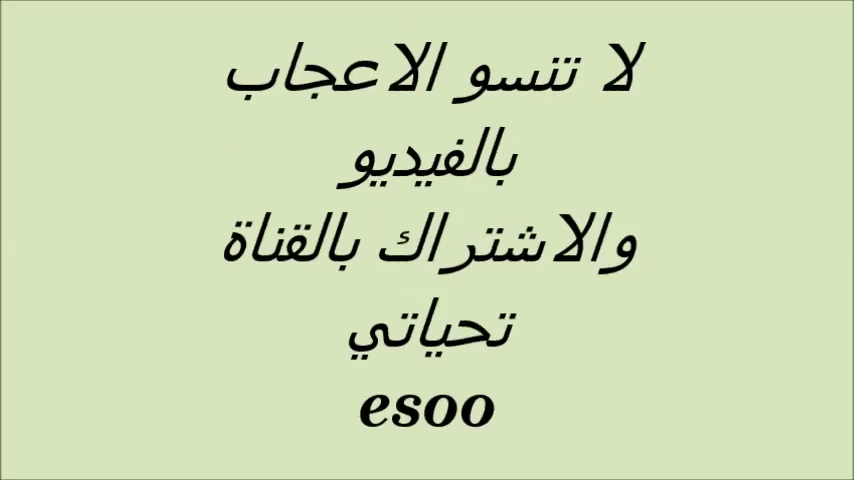 لا تنسو الاعجاب
بالفيديو
والاشتراك بالقناة
تحياتي
esoo